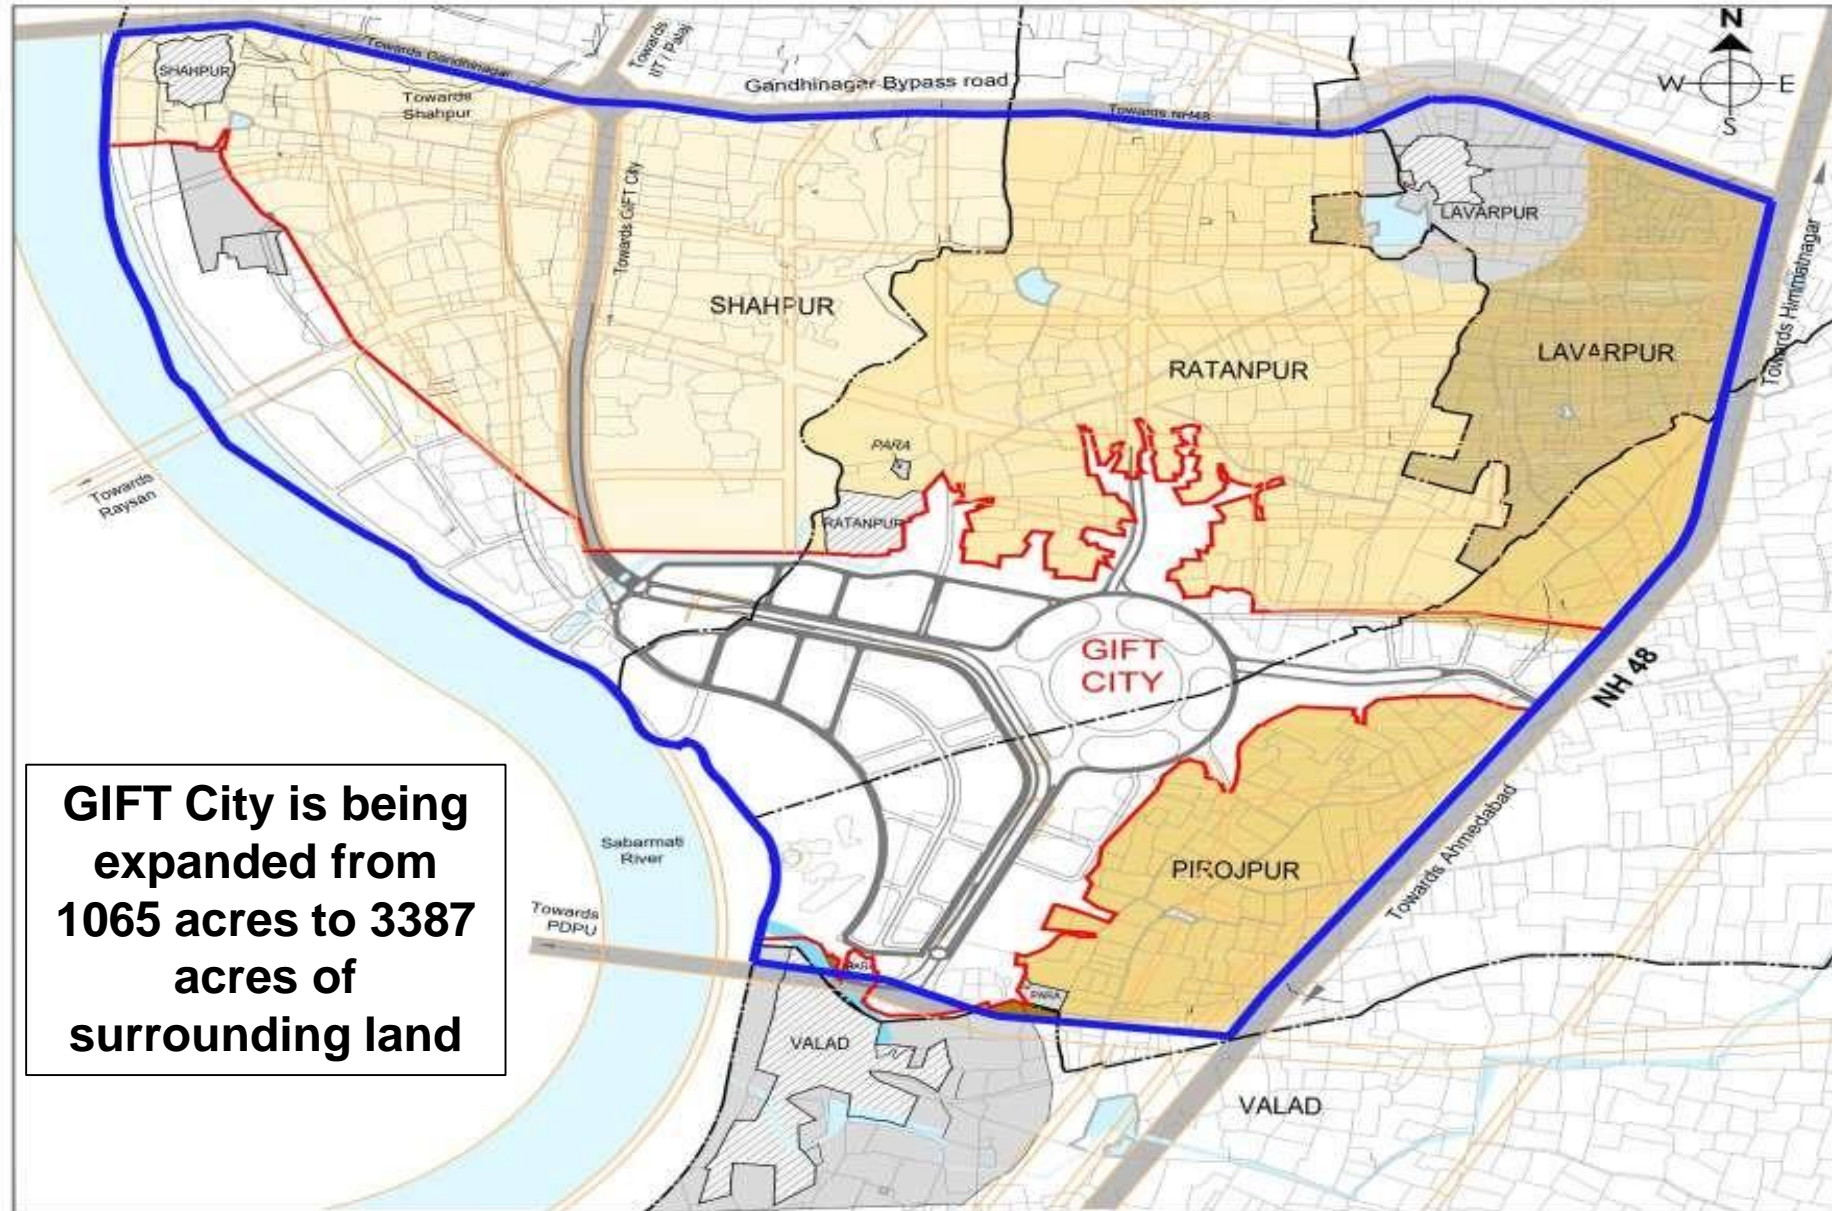 N
W
E
S
SHAHPUR
Towards Gandhinagar
Towards
IIT / Palaj
Gandhinagar Bypass road
Towards
Shahpur
Towards NH48
LAVARPUR
Towards GIFT City
Towards Himmatnagar
SHAHPUR
LAVARPUR
RATANPUR
PARA
Towards
Raysan
RATANPUR
GIFT
CITY
NH 48
GIFT City is being
expanded from
1065 acres to 3387
acres of
surrounding land
Sabarmati
River
PIROJPUR
Towards Ahmedabad
Towards
PDPU
PARA
VALAD
VALAD